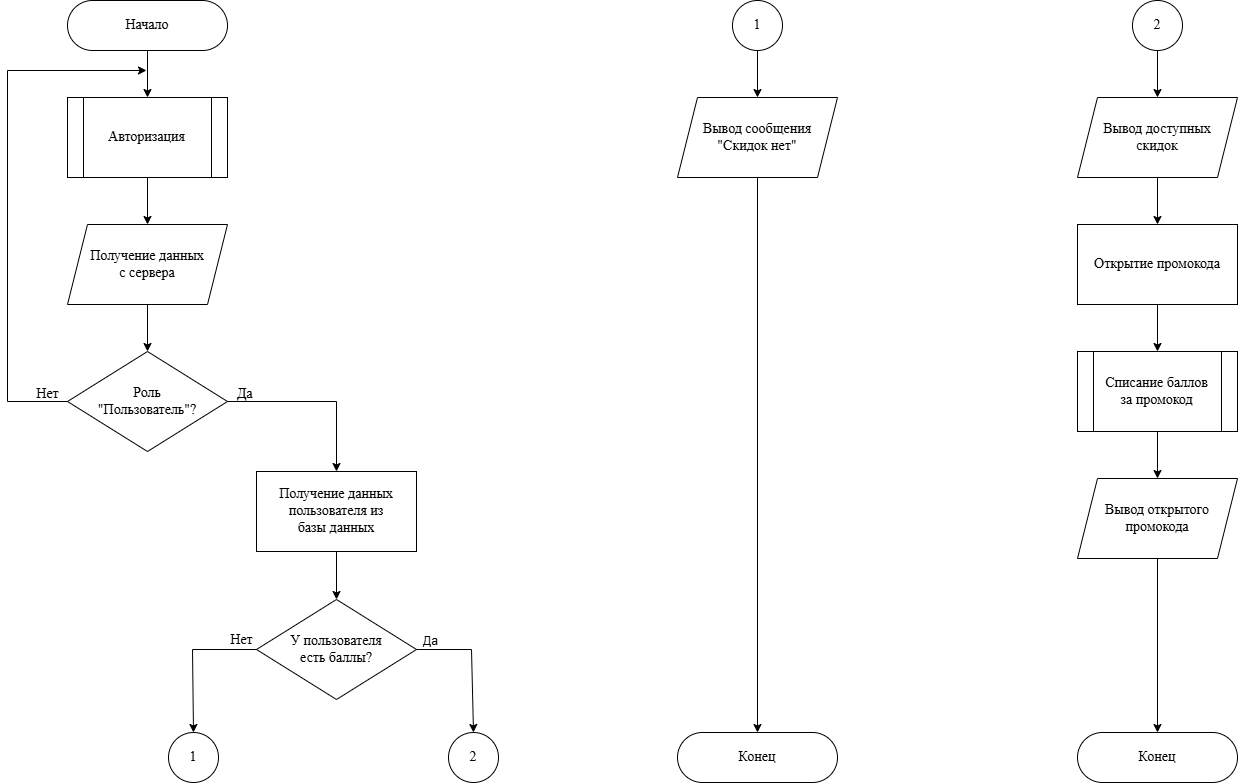 Начало
Авторизация
Получение данных
с сервера
Роль
"Пользователь"?
Нет
Да
Получение данных
пользователя из
базы данных
У пользователя
есть баллы?
Нет
Да
1
2
1
Вывод сообщения
"Скидок нет"
Конец
2
Вывод доступных
скидок
Открытие промокода
Списание баллов
за промокод
Вывод открытого
промокода
Конец